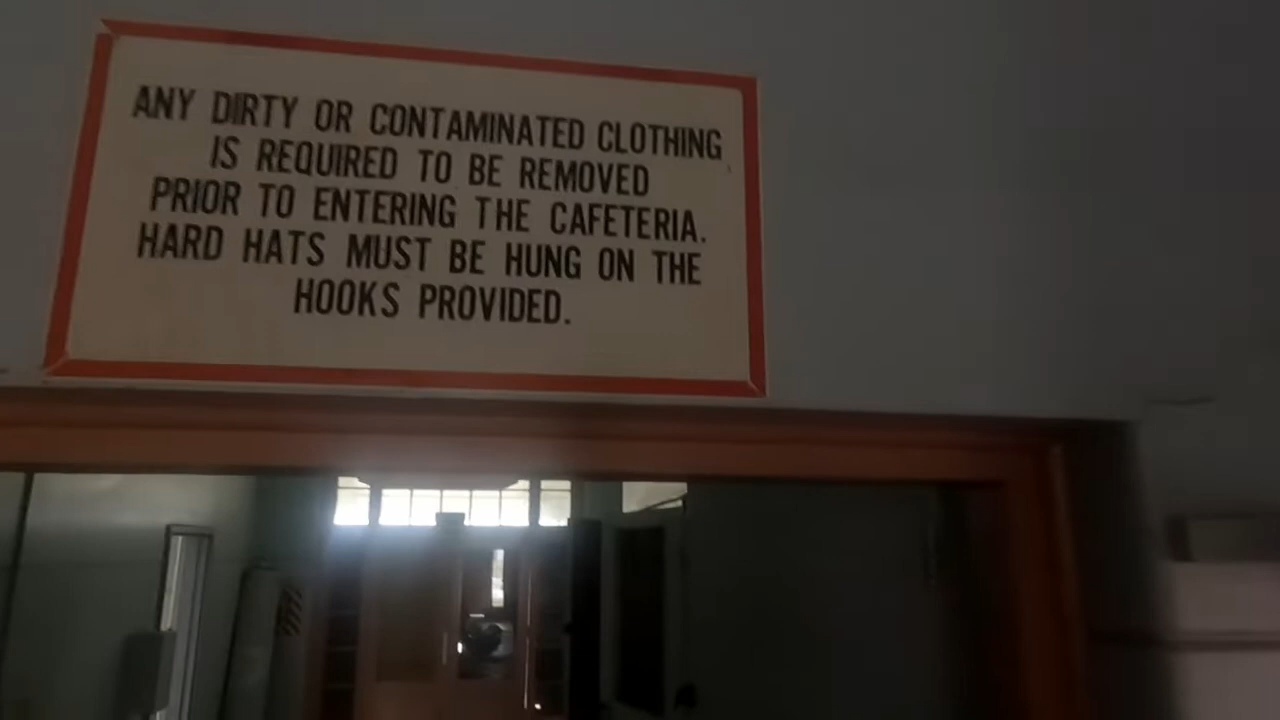 ANY DIRTY OR CONTAMINATED CLOTHING
IS REQUIRED TO BE REMOVED
PRIOR TO ENTERING THE CAFETERIA.
HARD HATS MUST BE HUNG ON THE
HOOKS PROVIDED.